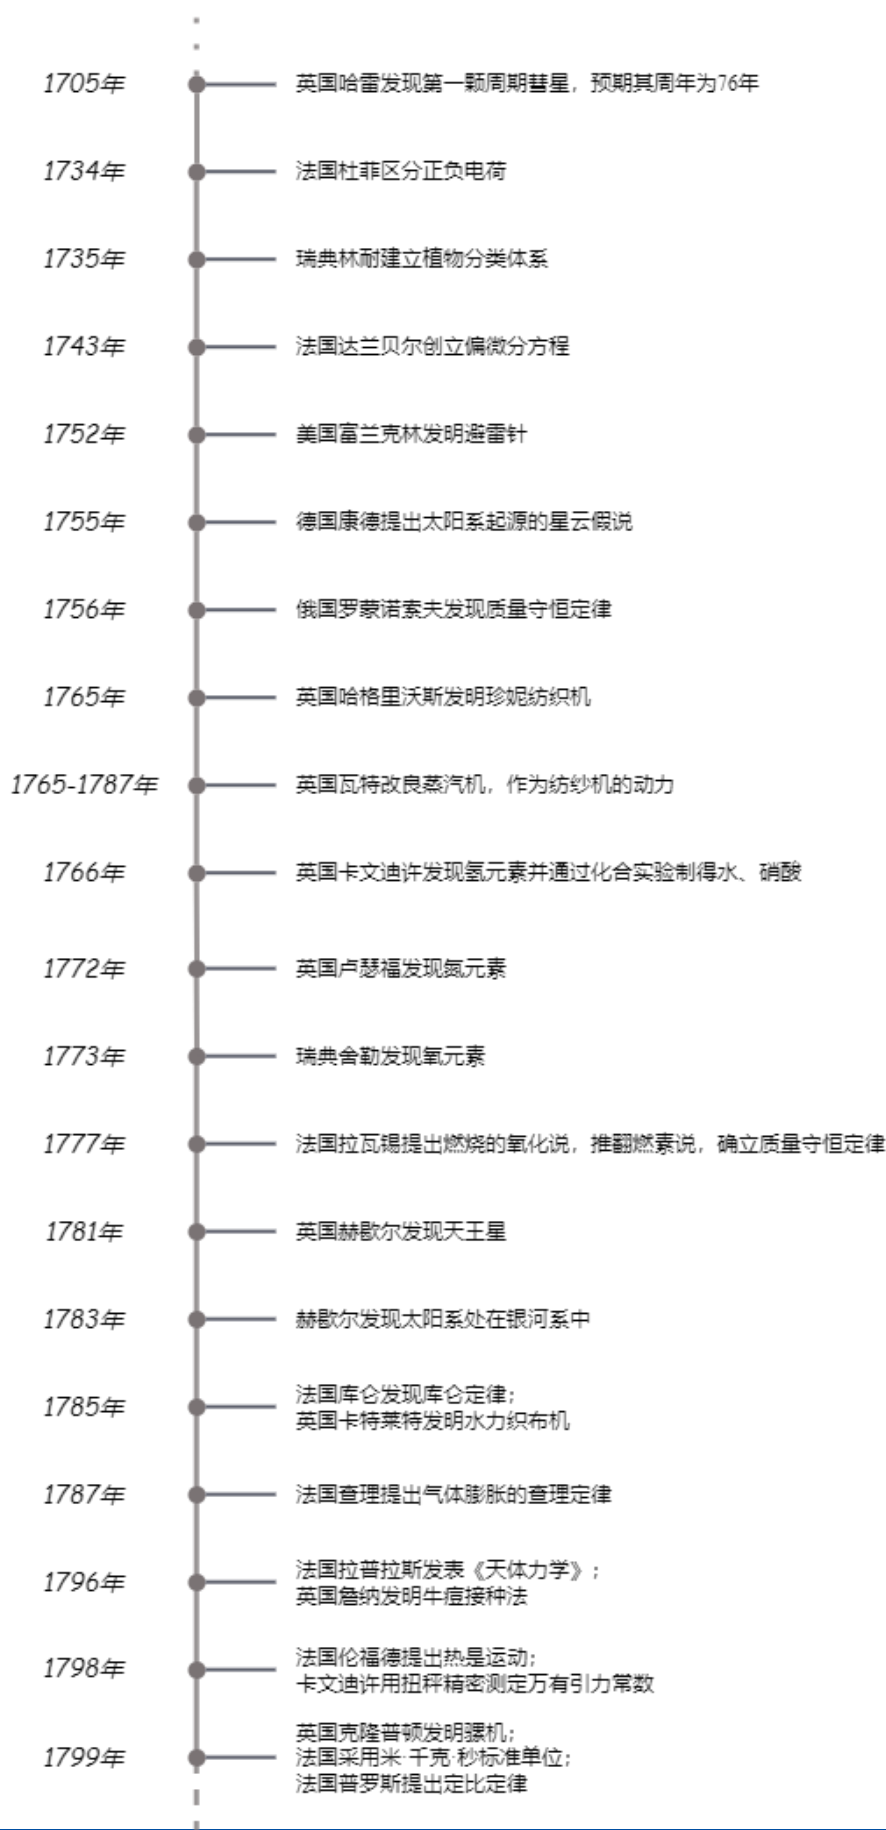 1705年 英国哈雷发现第一颗周期彗星，预期其周年为76年
1734年 法国杜菲区分正负电荷
1735年 瑞典林耐建立植物分类体系
1743年 法国达兰贝尔创立偏微分方程
1752年 美国富兰克林发明避雷针
1755年 德国康德提出太阳系起源的星云假说
1756年 俄国罗蒙诺索夫发现质量守恒定律
1765年 英国哈格里沃斯发明珍妮纺织机
1765-1787年 英国瓦特改良蒸汽机，作为纺纱机的动力
1766年 英国卡文迪许发现氢元素并通过化合实验制得水、硝酸
1772年 英国卢瑟福发现氮元素
1773年 瑞典舍勒发现氧元素
1777年 法国拉瓦锡提出燃烧的氧化说，推翻燃素说，确立质量守恒定律
1781年 英国赫歇尔发现天王星
1783年 赫歇尔发现太阳系处在银河系中
1785年 法国库仑发现库仑定律；
英国卡特莱特发明水力织布机
1787年 法国查理提出气体膨胀的查理定律
1796年 法国拉普拉斯发表《天体力学》；
英国詹纳发明牛痘接种法
1798年 法国伦福德提出热是运动；
卡文迪许用扭秤精密测定万有引力常数
1799年 英国克隆普顿发明骡机；
法国采用米·千克·秒标准单位；
法国普罗斯提出定比定律